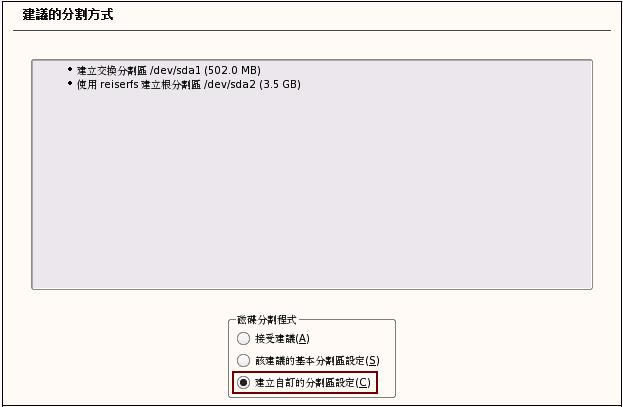 建議的分割方式
• 建立交換分割區 /dev/sda1 (502.0 MB)
• 使用 reiserfs 建立根分割區 /dev/sda2 (3.5 GB)
磁碟分割程式
接受建議(A)
該建議的基本分割區設定(S)
建立自訂的分割區設定(C)